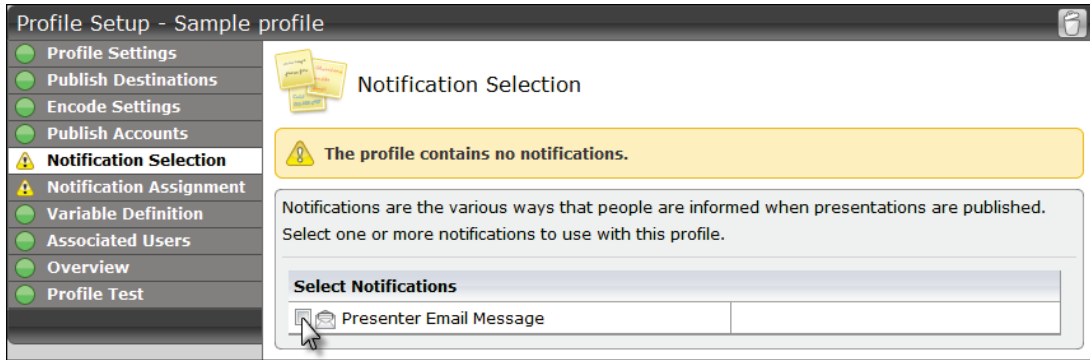 Profile Setup - Sample profile
Profile Settings
Publish Destinations
Encode Settings
Publish Accounts
Notification Selection
Notification Assignment
Variable Definition
Associated Users
Overview
Profile Test
Notification Selection
The profile contains no notifications.
Notifications are the various ways that people are informed when presentations are published.
Select one or more notifications to use with this profile.
Select Notifications
Presenter Email Message